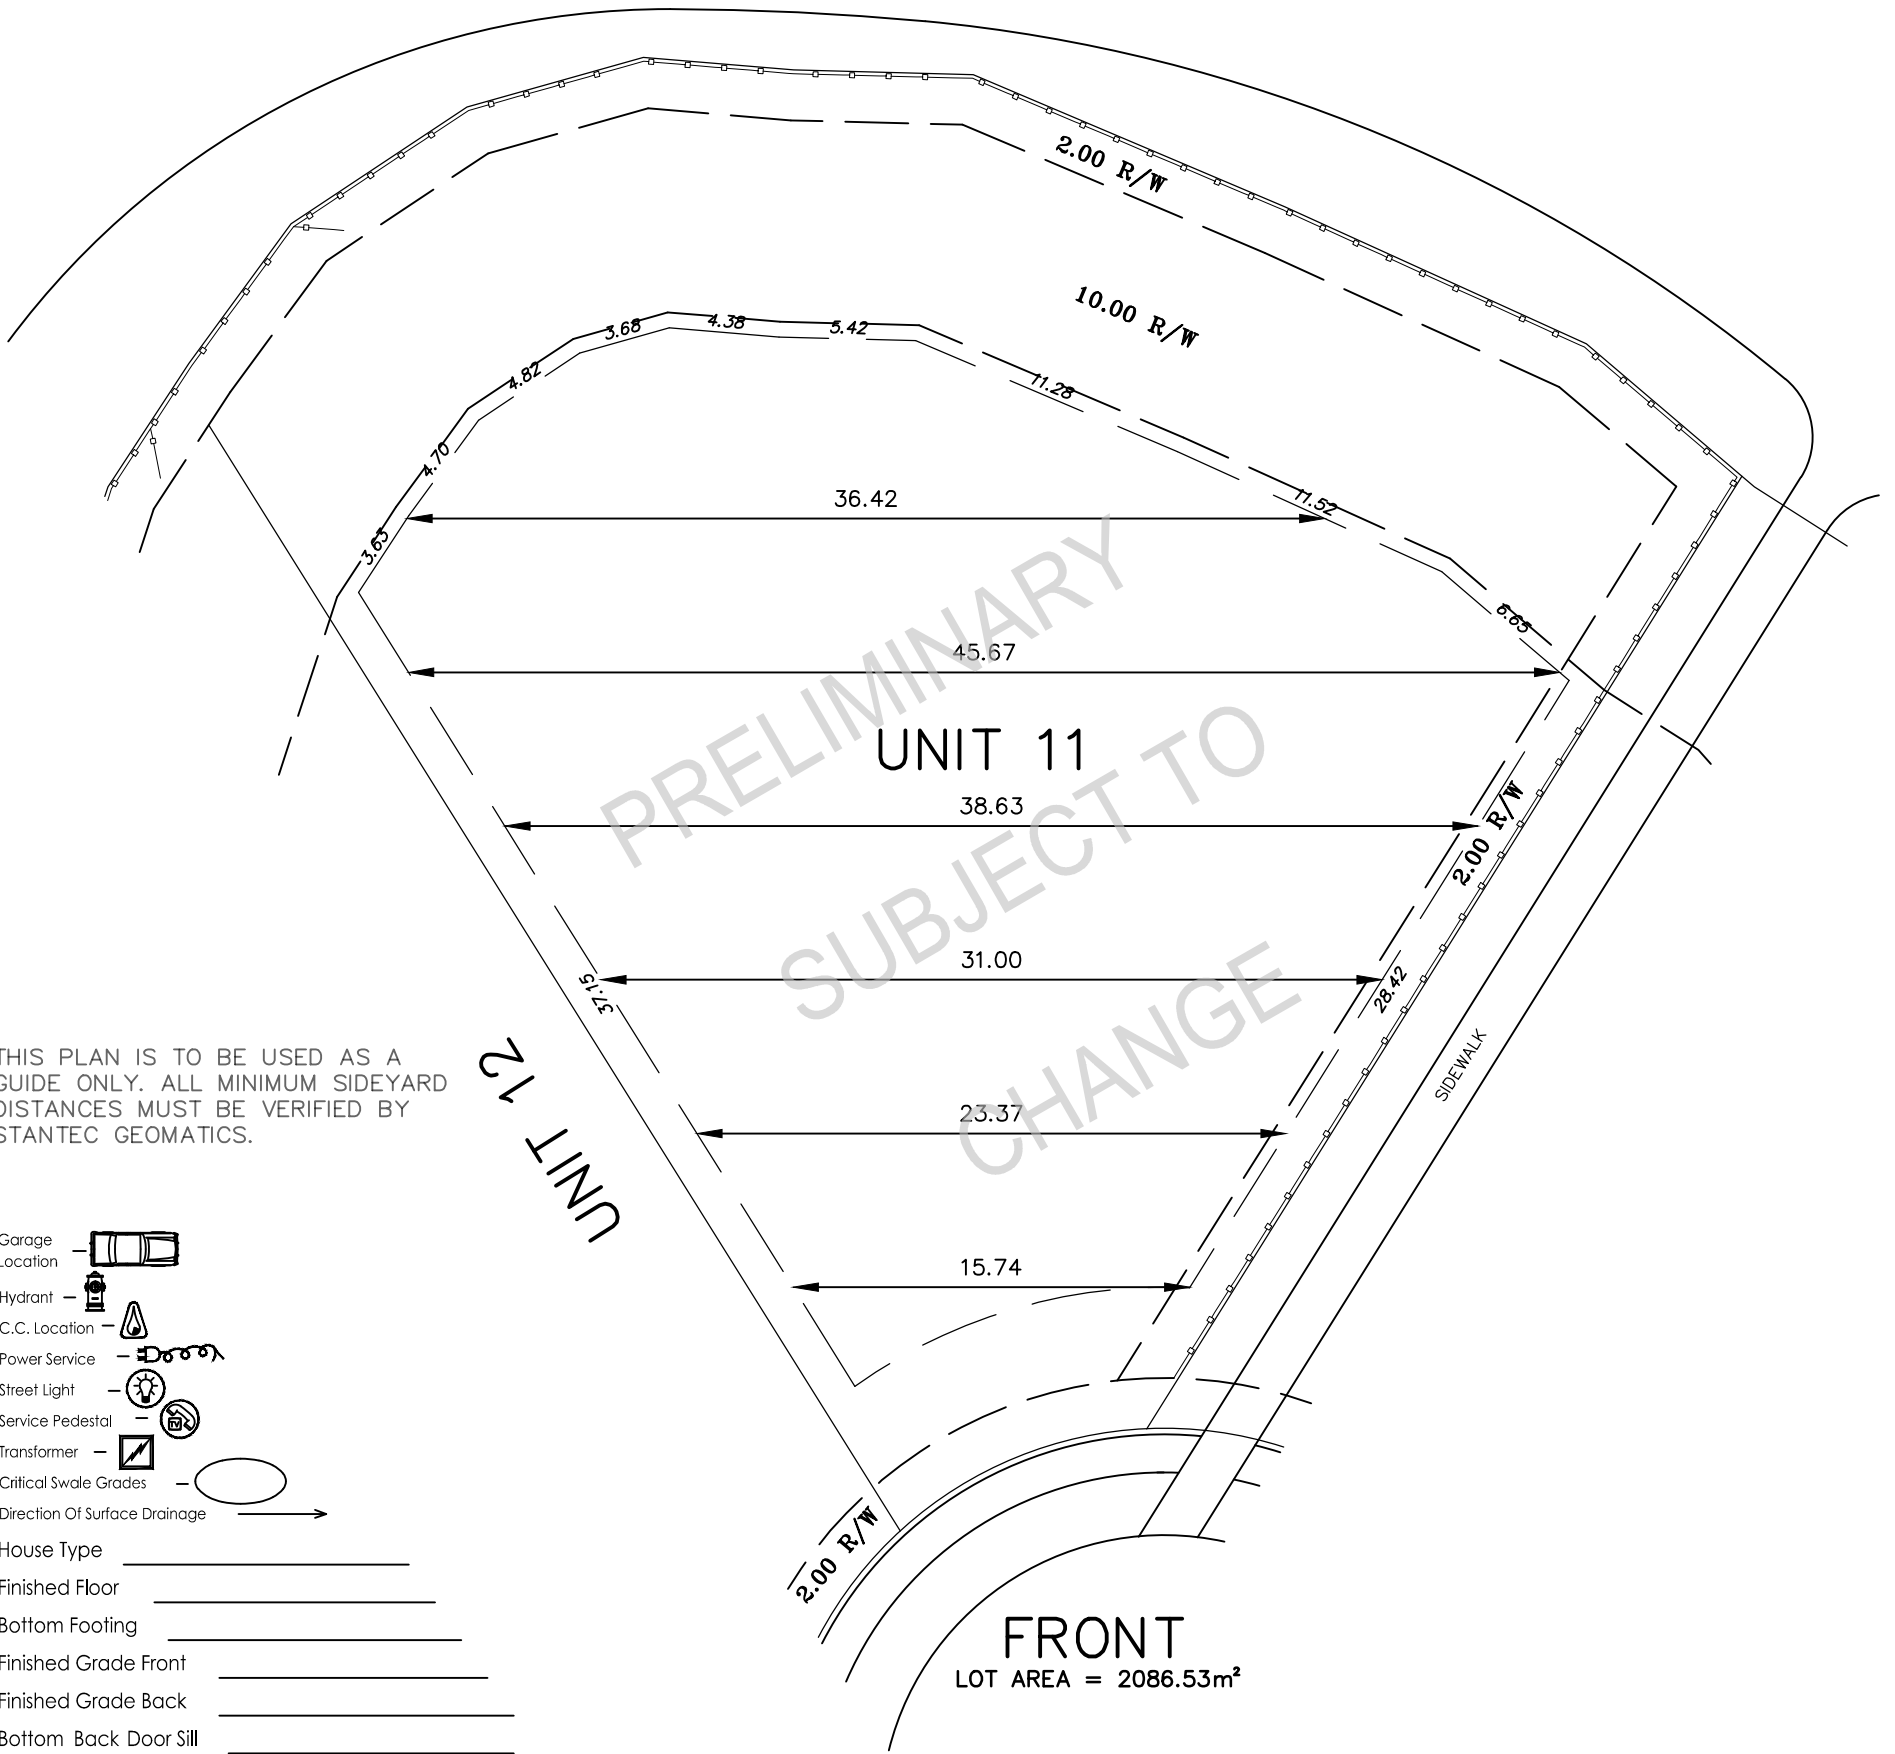 2.00 R/W
10.00 R/W
3.68
4.38
5.42
4.82
11.28
4.70
36.42
11.52
3.63
6.65
45.67
PRELIMINARY
SUBJECT TO
CHANGE
UNIT 11
38.63
2.00 R/W
31.00
37.15
28.42
UNIT 12
SIDEWALK
23.37
15.74
THIS PLAN IS TO BE USED AS A
GUIDE ONLY. ALL MINIMUM SIDEYARD
DISTANCES MUST BE VERIFIED BY
STANTEC GEOMATICS.
Garage
Location
Hydrant
C.C. Location
Power Service
Street Light
Service Pedestal
TV
Transformer
Critical Swale Grades
Direction Of Surface Drainage
House Type
Finished Floor
Bottom Footing
Finished Grade Front
Finished Grade Back
Bottom Back Door Sill
2.00 R/W
FRONT
LOT AREA = 2086.53m²